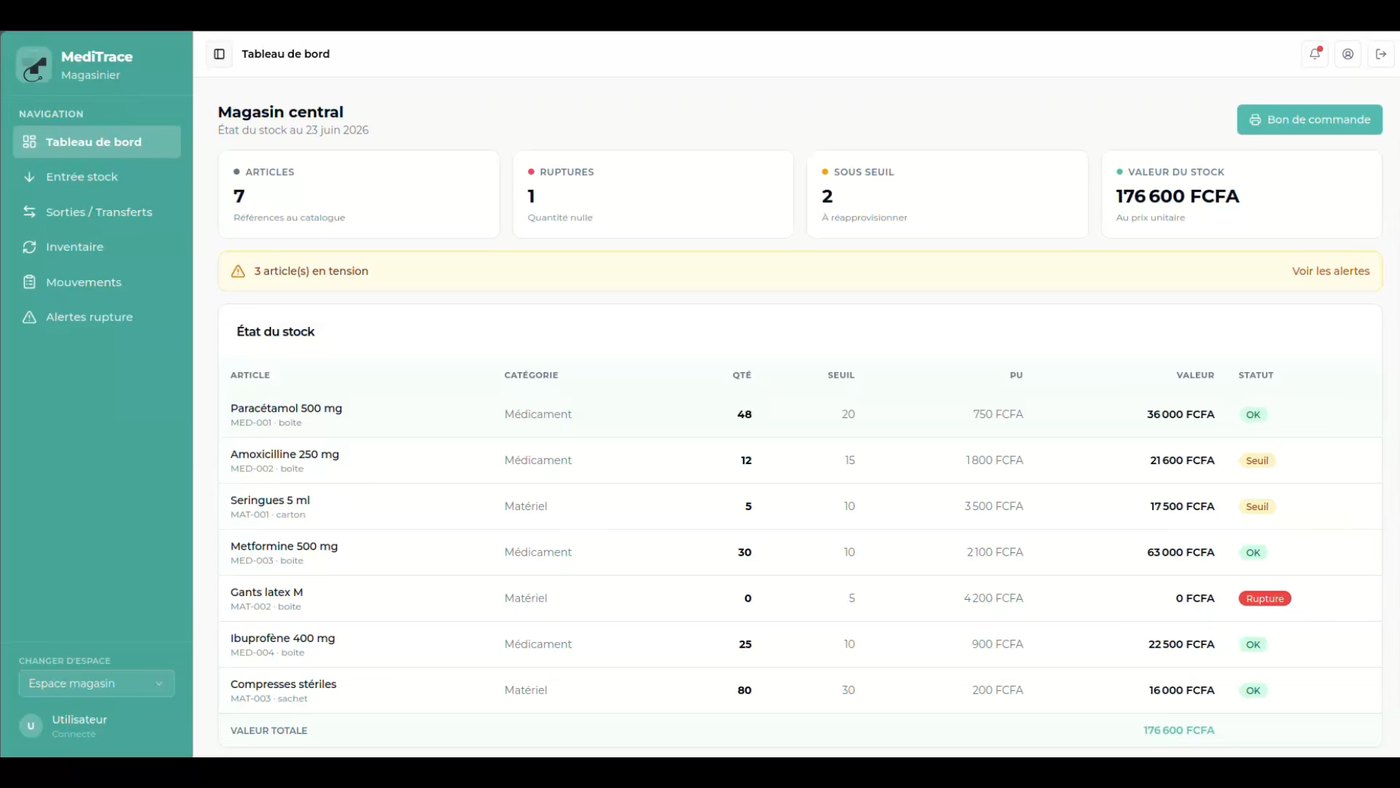 MediTrace
Magasinier
NAVIGATION
Tableau de bord
Entrée stock
Sorties / Transferts
Inventaire
Mouvements
Alertes rupture
CHANGER D'ESPACE
Espace magasin
U
Utilisateur
Connecté
Tableau de bord
Magasin central
État du stock au 23 juin 2026
Bon de commande
ARTICLES
7
Références au catalogue
RUPTURES
1
Quantité nulle
SOUS SEUIL
2
À réapprovisionner
VALEUR DU STOCK
176 600 FCFA
Au prix unitaire
3 article(s) en tension
Voir les alertes
État du stock
ARTICLE CATÉGORIE QTÉ SEUIL PU VALEUR STATUT
Paracétamol 500 mg Médicament 48 20 750 FCFA 36 000 FCFA OK
MED-001 · boîte
Amoxicilline 250 mg Médicament 12 15 1 800 FCFA 21 600 FCFA Seuil
MED-002 · boîte
Seringues 5 ml Matériel 5 10 3 500 FCFA 17 500 FCFA Seuil
MAT-001 · carton
Metformine 500 mg Médicament 30 10 2 100 FCFA 63 000 FCFA OK
MED-003 · boîte
Gants latex M Matériel 0 5 4 200 FCFA 0 FCFA Rupture
MAT-002 · boîte
Ibuprofène 400 mg Médicament 25 10 900 FCFA 22 500 FCFA OK
MED-004 · boîte
Compresses stériles Matériel 80 30 200 FCFA 16 000 FCFA OK
MAT-003 · sachet
VALEUR TOTALE 176 600 FCFA